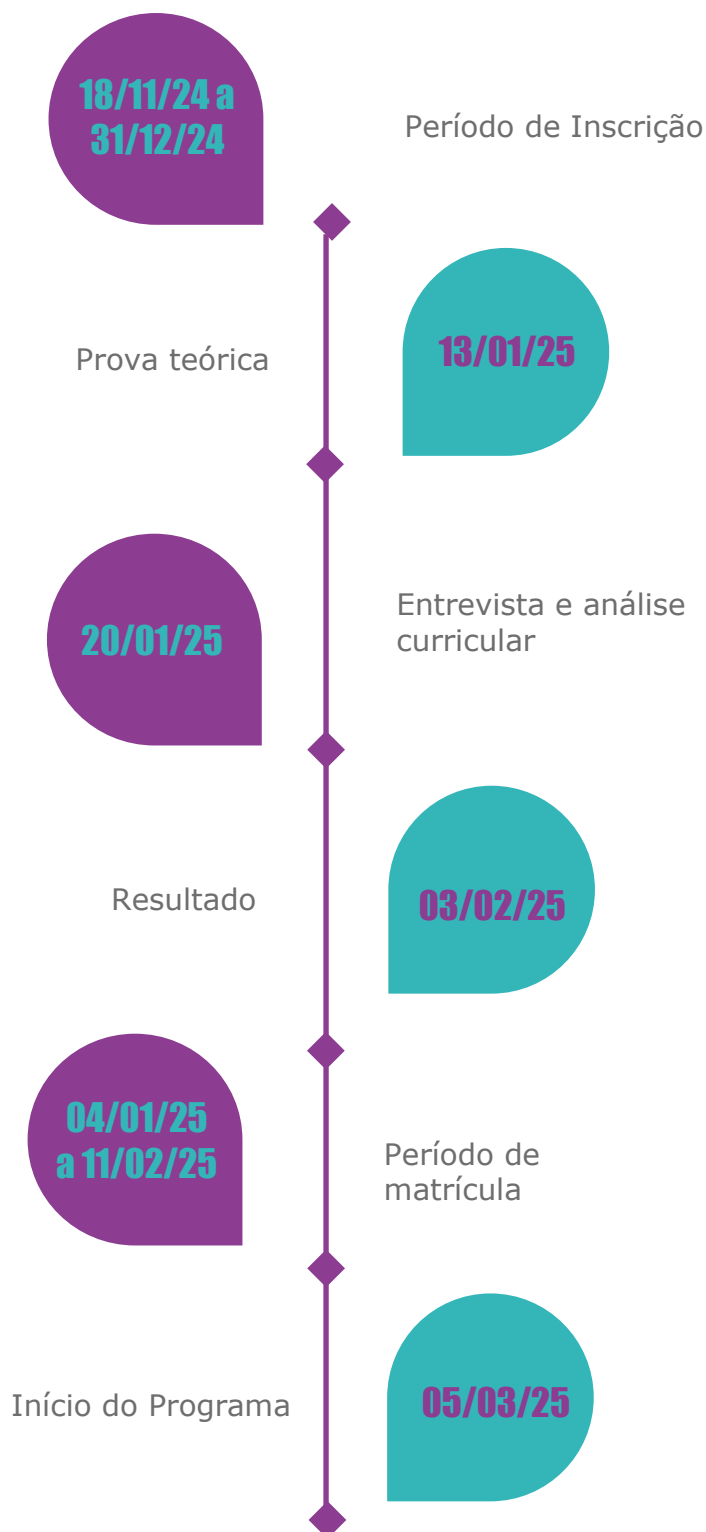 18/11/24 a
31/12/24
Período de Inscrição
Prova teórica
13/01/25
20/01/25
Entrevista e análise
curricular
Resultado
03/02/25
04/01/25
a 11/02/25
Período de
matrícula
Início do Programa
05/03/25